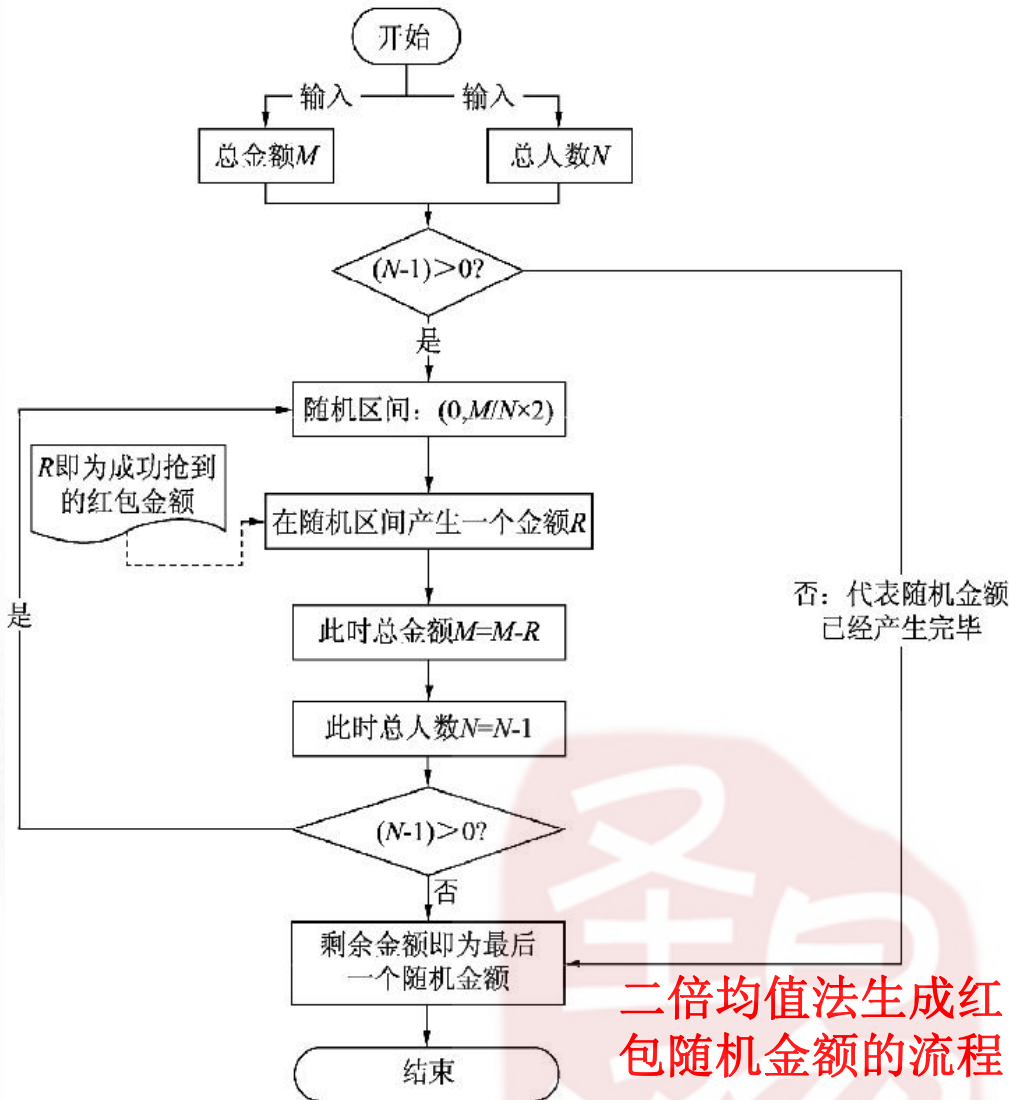 开始
输入
输入
总金额M
总人数N
(N-1)>0?
是
随机区间：(0,M/N×2)
R即为成功抢到
的红包金额
在随机区间产生一个金额R
否：代表随机金额
已经产生完毕
是
此时总金额M=M-R
此时总人数N=N-1
(N-1)>0?
否
剩余金额即为最后
一个随机金额
二倍均值法生成红
包随机金额的流程
结束